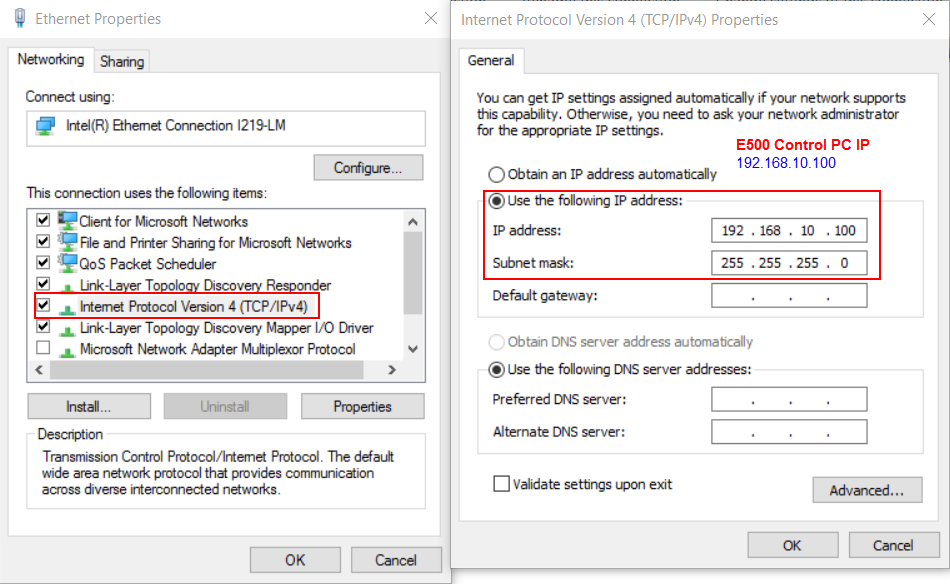 Ethernet Properties
Networking
Sharing
Connect using:
Intel(R) Ethernet Connection I219-LM
Configure...
This connection uses the following items:
Client for Microsoft Networks
File and Printer Sharing for Microsoft Networks
QoS Packet Scheduler
Link-Layer Topology Discovery Responder
Internet Protocol Version 4 (TCP/IPv4)
Link-Layer Topology Discovery Mapper I/O Driver
Microsoft Network Adapter Multiplexor Protocol
Install...
Uninstall
Properties
Description
Transmission Control Protocol/Internet Protocol. The default
wide area network protocol that provides communication
across diverse interconnected networks.
OK
Cancel
Internet Protocol Version 4 (TCP/IPv4) Properties
General
You can get IP settings assigned automatically if your network supports
this capability. Otherwise, you need to ask your network administrator
for the appropriate IP settings.
E500 Control PC IP
192.168.10.100
Obtain an IP address automatically
Use the following IP address:
IP address:
192 . 168 . 10 . 100
Subnet mask:
255 . 255 . 255 . 0
Default gateway:
. . .
Obtain DNS server address automatically
Use the following DNS server addresses:
Preferred DNS server:
. . .
Alternate DNS server:
. . .
Validate settings upon exit
Advanced...
OK
Cancel